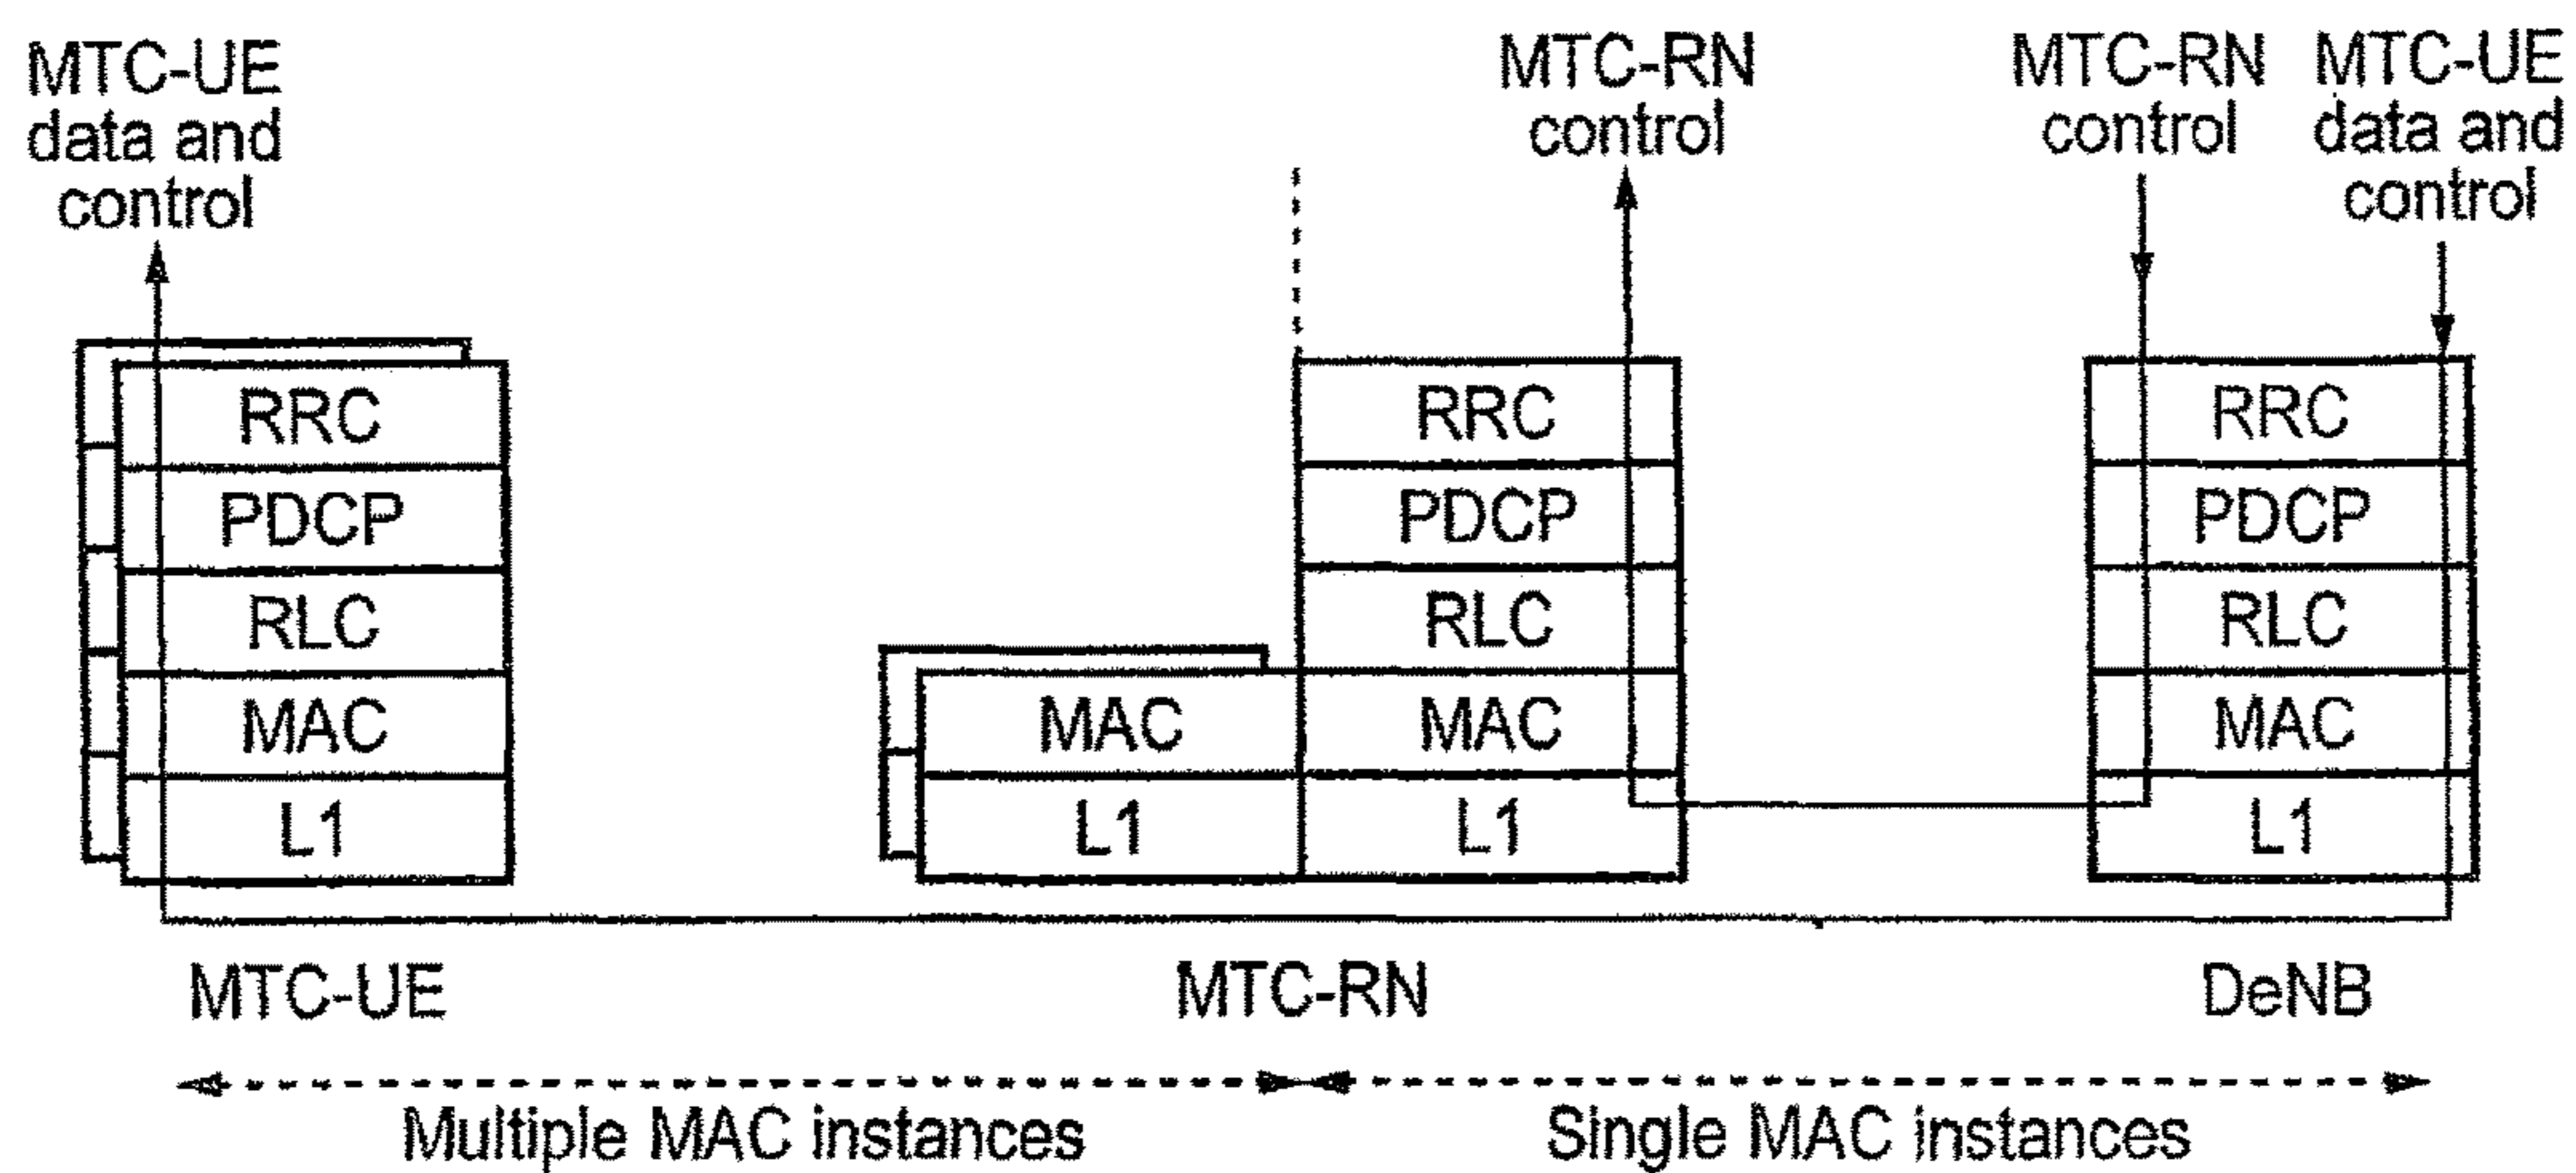 MTC-UE
data and
control
MTC-RN
control
MTC-RN
control
MTC-UE
data and
control
RRC
PDCP
RLC
MAC
L1
MAC
L1
RRC
PDCP
RLC
MAC
L1
RRC
PDCP
RLC
MAC
L1
MTC-UE
MTC-RN
DeNB
Multiple MAC instances
Single MAC instances